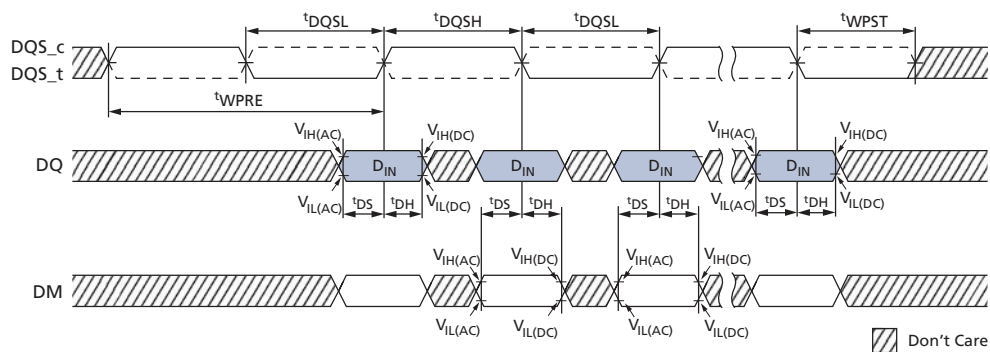 tDQSL tDQSH tDQSL tWPST
DQS_c
DQS_t
tWPRE
VIH(AC) VIH(DC) VIH(AC) VIH(DC)
DQ DIN DIN DIN DIN
VIL(AC) tDS tDH VIL(DC) tDS tDH tDS tDH VIL(AC) tDS tDH VIL(DC)
VIH(AC) VIH(DC) VIH(AC) VIH(DC)
DM
VIL(AC) VIL(DC) VIL(AC) VIL(DC)
Don't Care